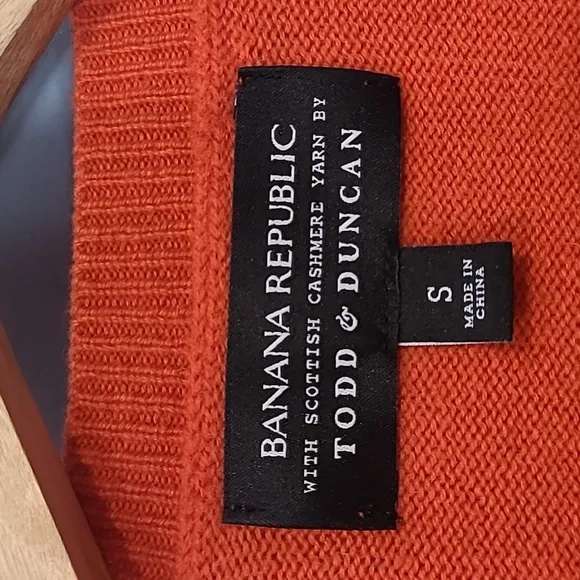 BANANA REPUBLIC
WITH SCOTTISH CASHMERE YARN BY
TODD & DUNCAN
S
MADE IN
CHINA